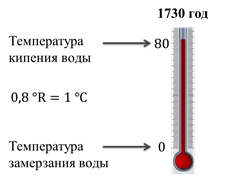 1730 год
Температура
кипения воды
80
0,8 °R = 1 °C
Температура
замерзания воды
0